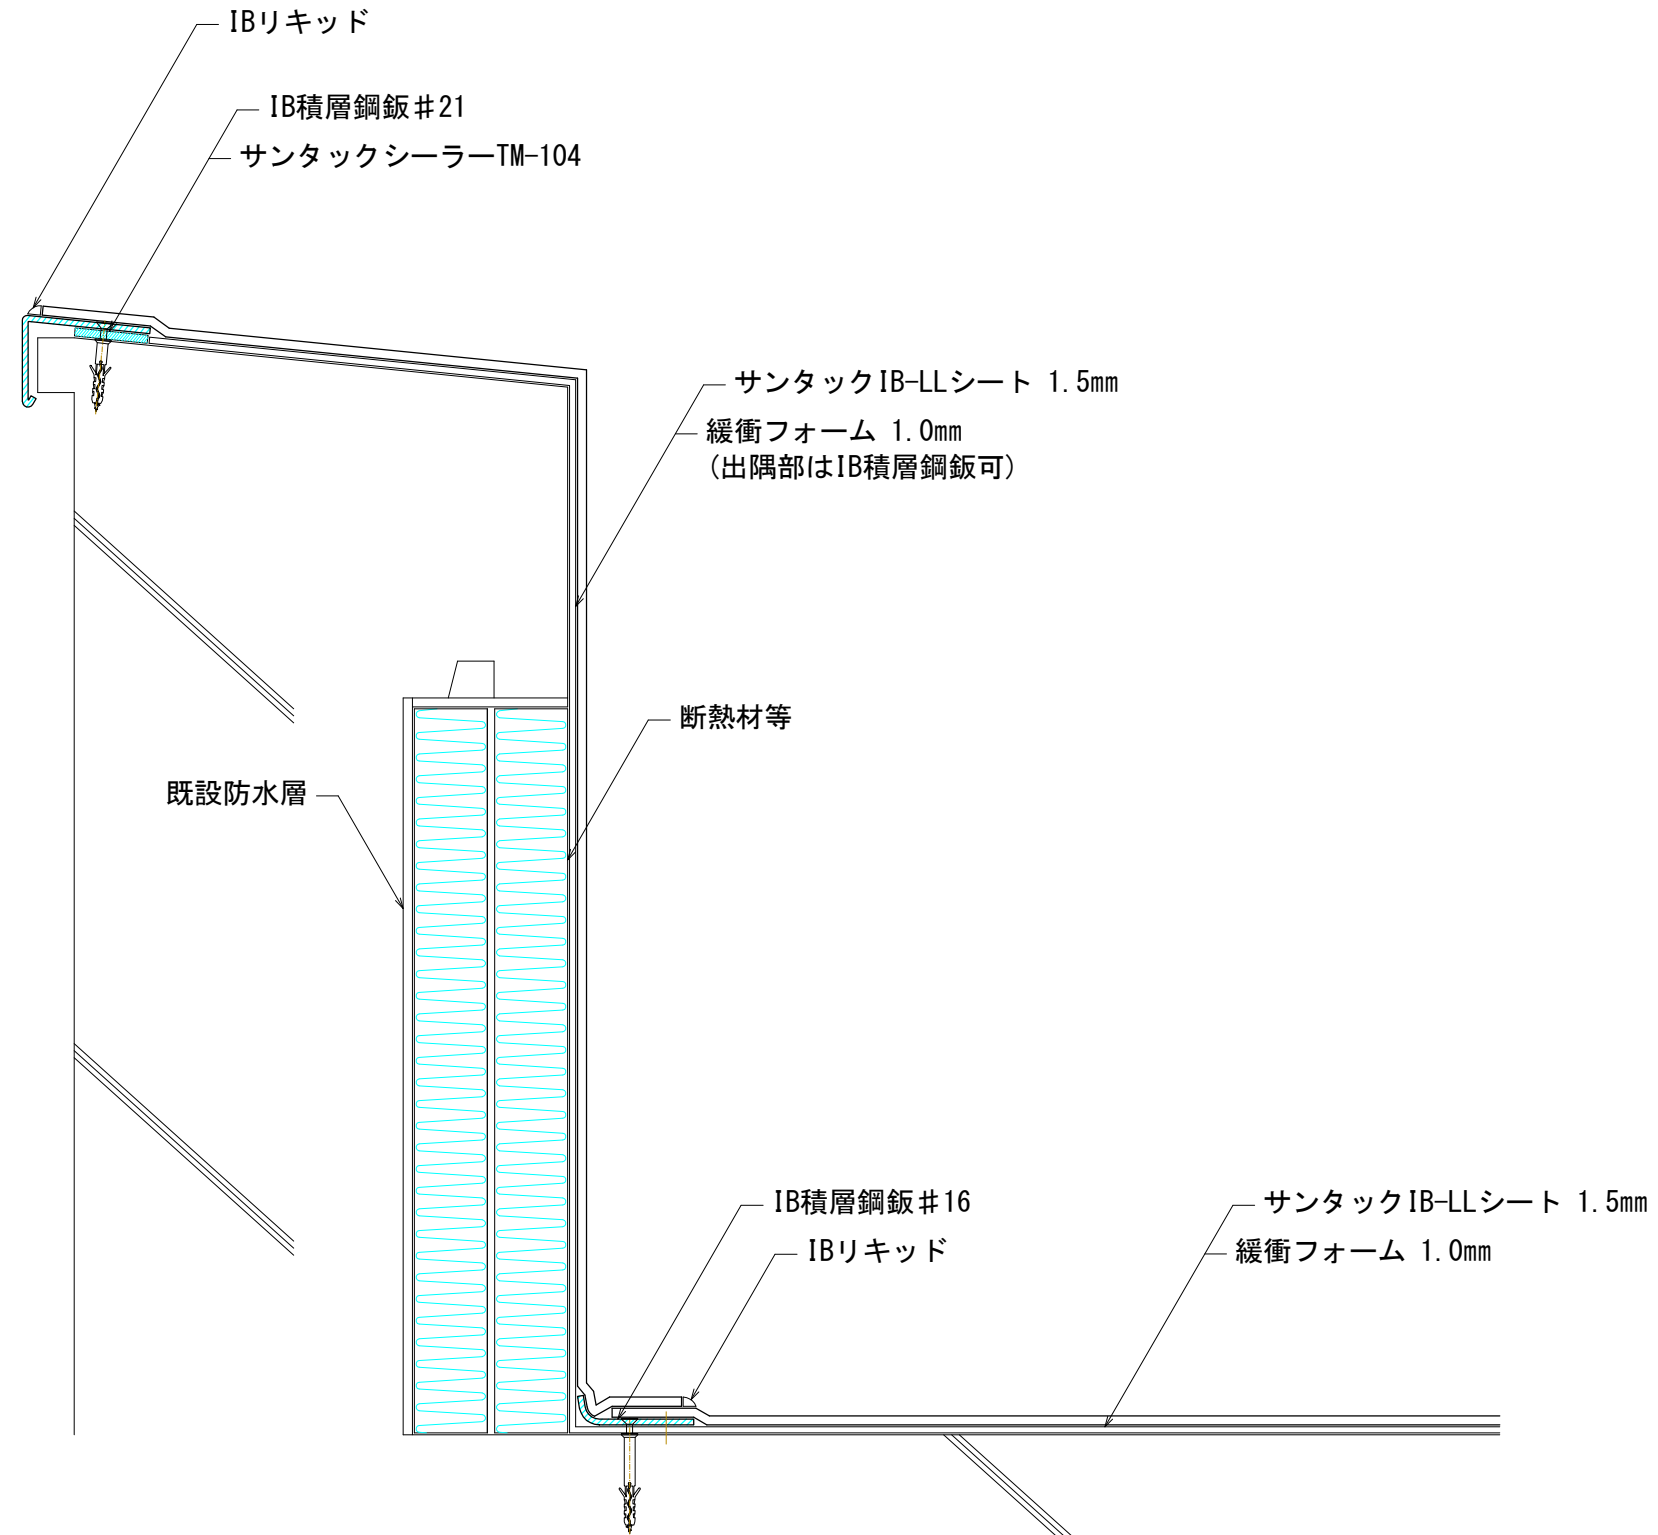 IBリキッド
IB積層鋼鈑♯21
サンタックシーラーTM-104
サンタックIB-LLシート 1.5mm
緩衝フォーム 1.0mm
(出隅部はIB積層鋼鈑可)
断熱材等
既設防水層
IB積層鋼鈑♯16
IBリキッド
サンタックIB-LLシート 1.5mm
緩衝フォーム 1.0mm